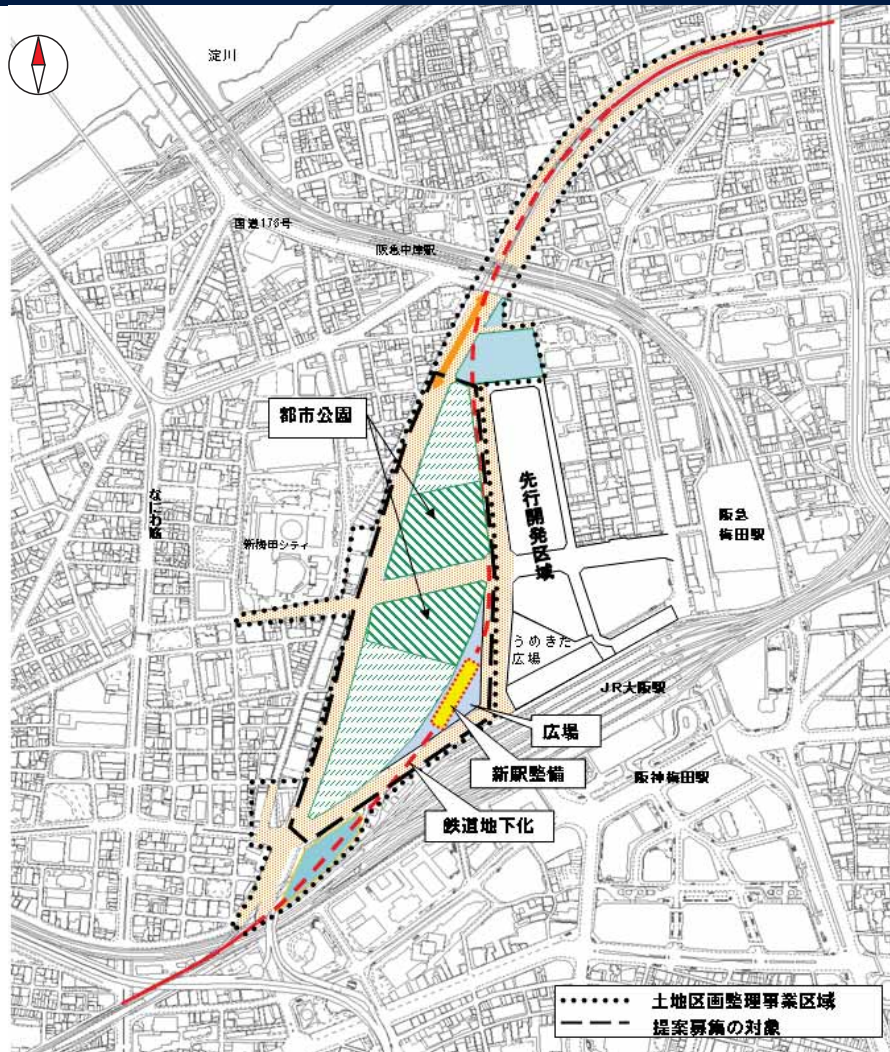 淀川
国道176号
阪急中津駅
都市公園
なにわ筋
新梅田シティ
先行開発区域
阪急
梅田駅
うめきた
広場
JR大阪駅
広場
新駅整備
阪神梅田駅
鉄道地下化
土地区画整理事業区域
提案募集の対象